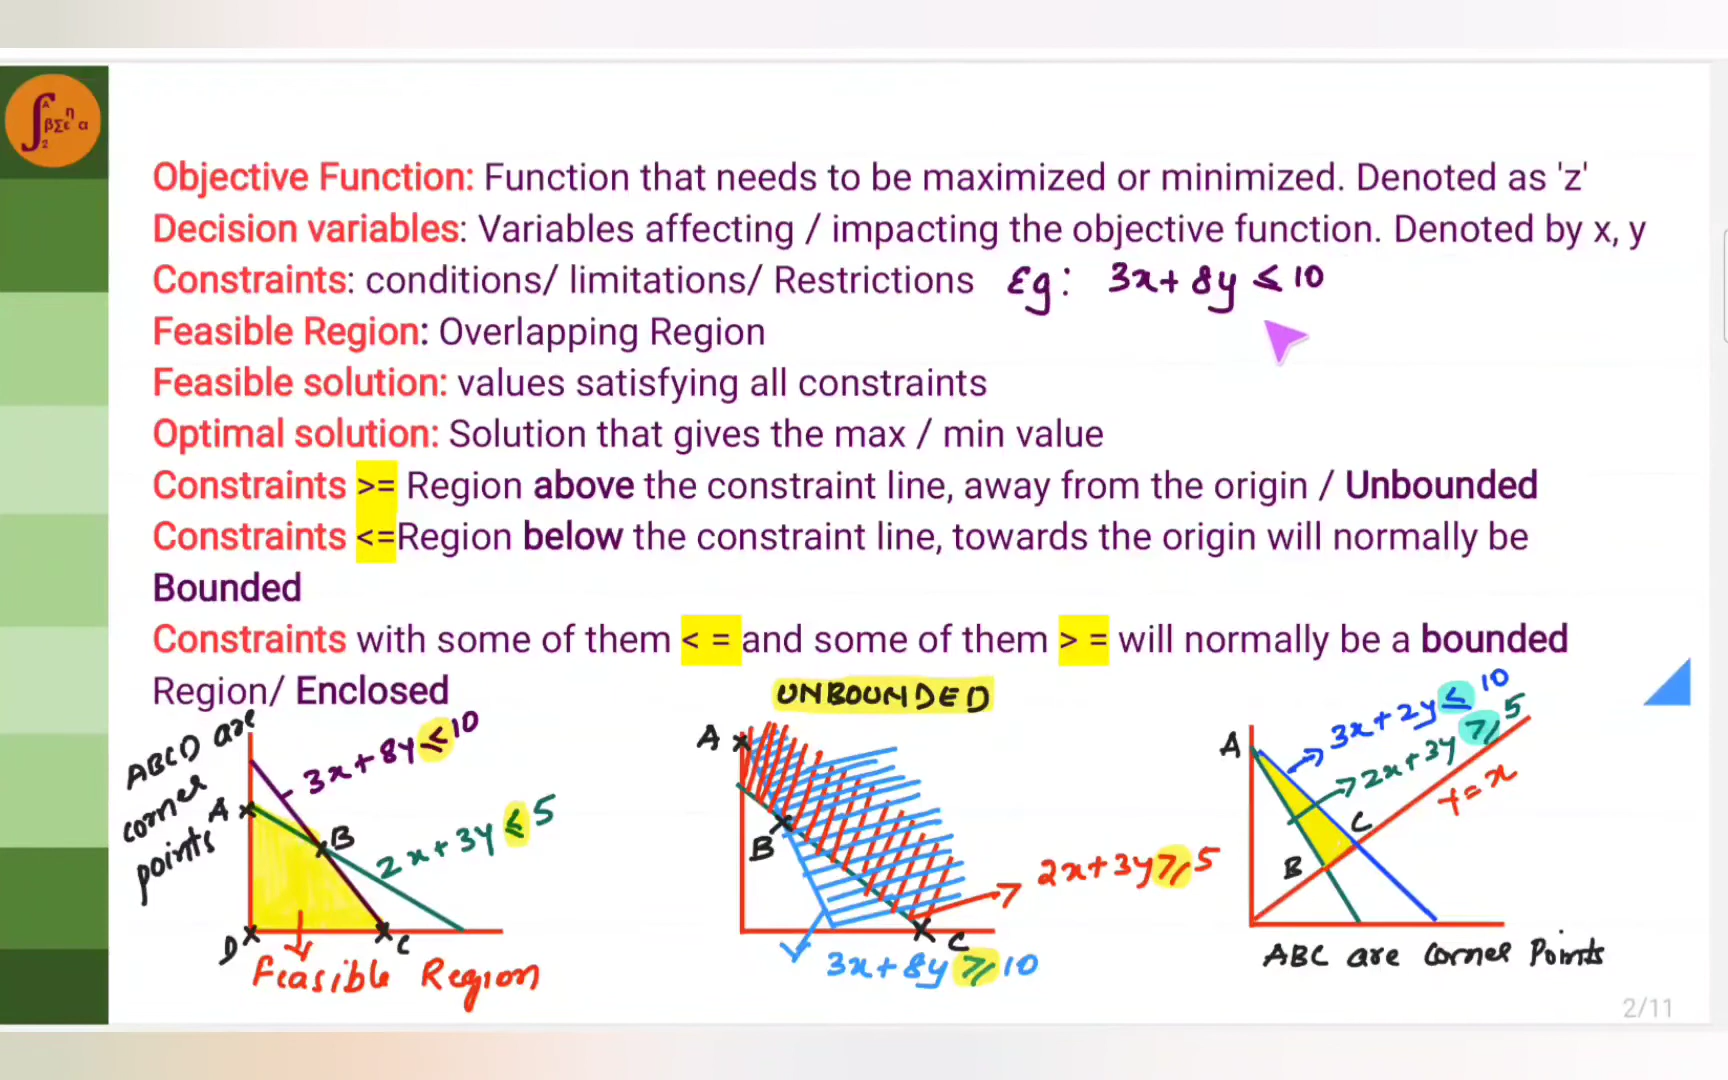 Objective Function: Function that needs to be maximized or minimized. Denoted as 'z'
Decision variables: Variables affecting / impacting the objective function. Denoted by x, y
Constraints: conditions/ limitations/ Restrictions Eg: 3x+ 8y ≤ 10
Feasible Region: Overlapping Region
Feasible solution: values satisfying all constraints
Optimal solution: Solution that gives the max / min value
Constraints >= Region above the constraint line, away from the origin / Unbounded
Constraints <=Region below the constraint line, towards the origin will normally be
Bounded
Constraints with some of them < = and some of them > = will normally be a bounded
Region/ Enclosed
ABCD are
corner
points
3x+8y≤10
2x+3y≤5
A
B
C
D
Feasible Region
UNBOUNDED
A
B
C
2x+3y≥5
3x+8y≥10
3x+2y≤10
2x+3y≥5
y=x
A
B
C
ABC are Corner Points
2/11